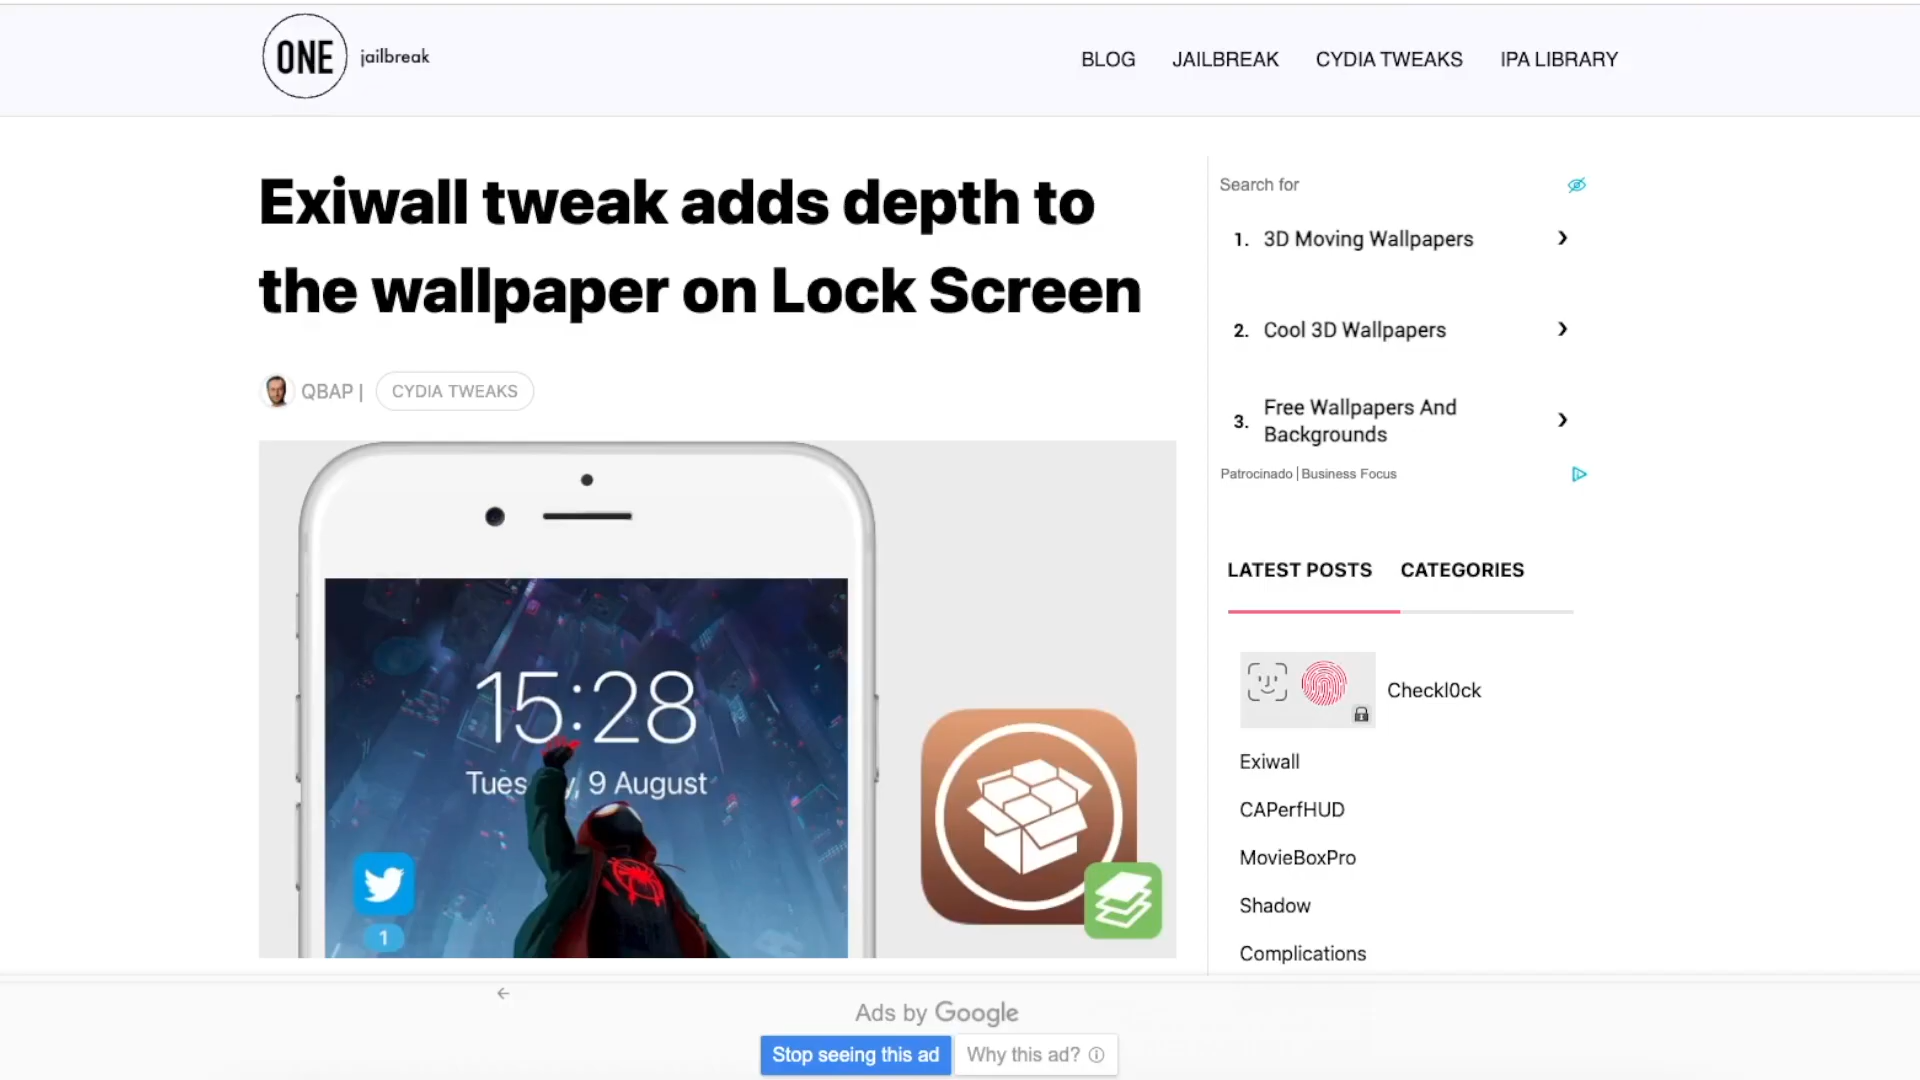 ONE jailbreak
BLOG JAILBREAK CYDIA TWEAKS IPA LIBRARY
Exiwall tweak adds depth to
the wallpaper on Lock Screen
QBAP | CYDIA TWEAKS
15:28
Tues y, 9 August
1
Search for
1. 3D Moving Wallpapers
2. Cool 3D Wallpapers
3. Free Wallpapers And
Backgrounds
Patrocinado | Business Focus
LATEST POSTS CATEGORIES
Checkl0ck
Exiwall
CAPerfHUD
MovieBoxPro
Shadow
Complications
Ads by Google
Stop seeing this ad Why this ad?